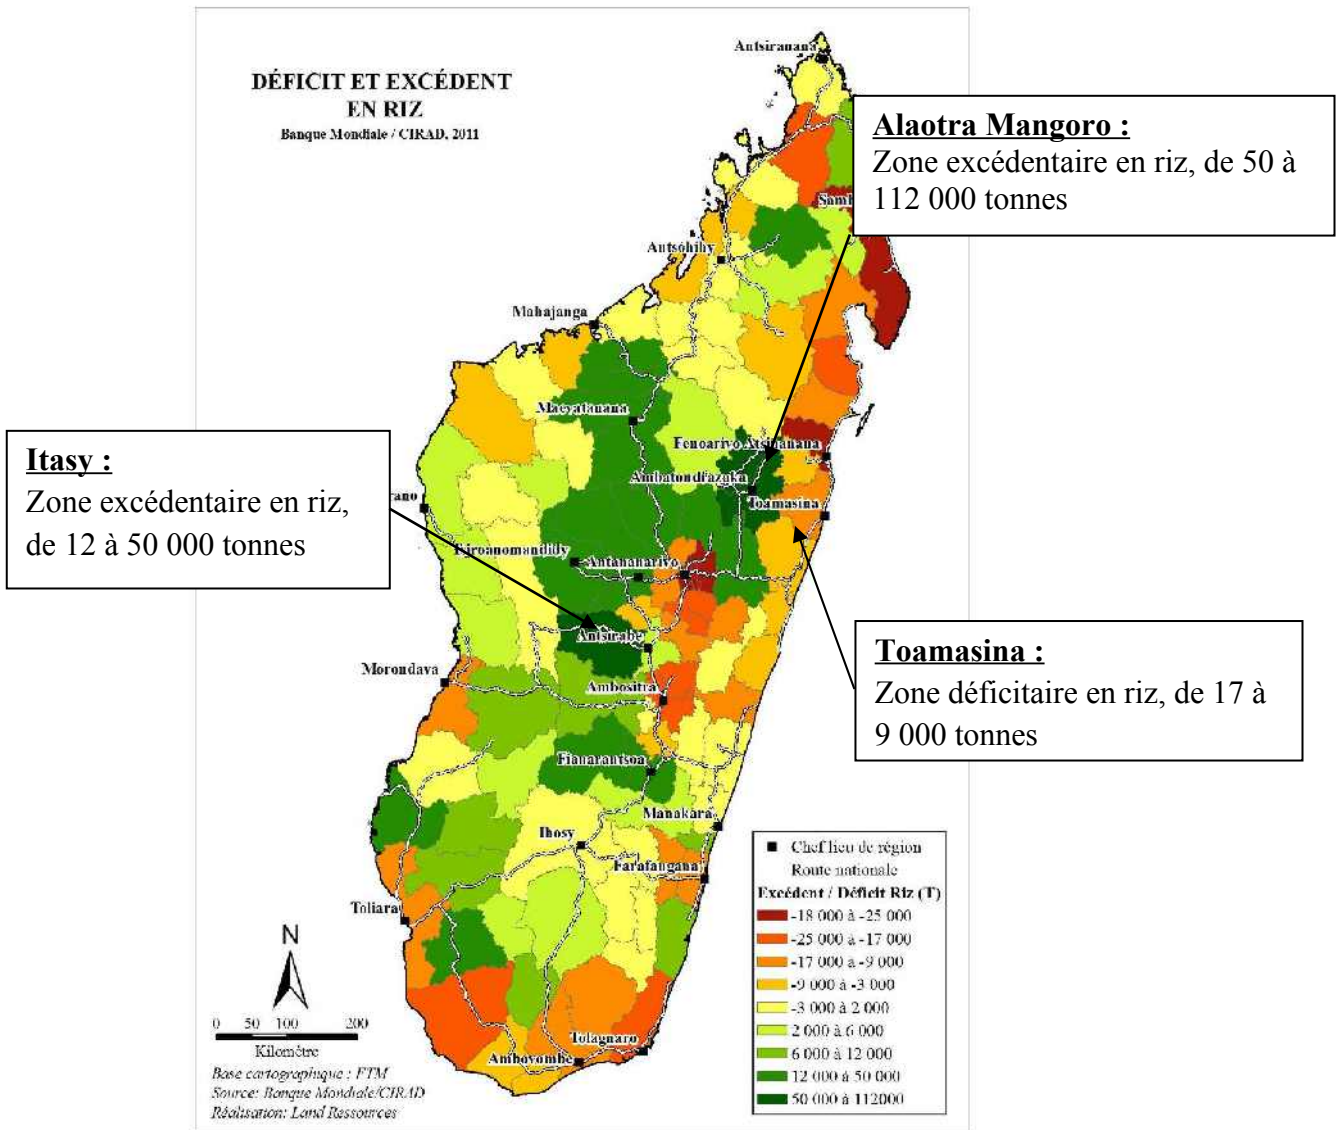 DÉFICIT ET EXCÉDENT
EN RIZ
Banque Mondiale / CIRAD, 2011
Antsiranana
Alaotra Mangoro :
Zone excédentaire en riz, de 50 à
112 000 tonnes
Samb
Antsohihy
Mahajanga
Maevatanana
Fenoarivo Atsinanana
Itasy :
Zone excédentaire en riz,
de 12 à 50 000 tonnes
Ambatondrazaka
rano
Toamasina
Tsiroanomandidy
Antananarivo
Antsirabe
Toamasina :
Zone déficitaire en riz, de 17 à
9 000 tonnes
Morondava
Ambositra
Fianarantsoa
Manakara
Ihosy
Farafangana
Toliara
Tolagnaro
Ambovombe
Chef lieu de région
Route nationale
Excédent / Déficit Riz (T)
-18 000 à -25 000
-25 000 à -17 000
-17 000 à -9 000
-9 000 à -3 000
-3 000 à 2 000
2 000 à 6 000
6 000 à 12 000
12 000 à 50 000
50 000 à 112000
N
0 50 100 200
Kilomètre
Base cartographique : FTM
Source: Banque Mondiale/CIRAD
Réalisation: Land Ressources